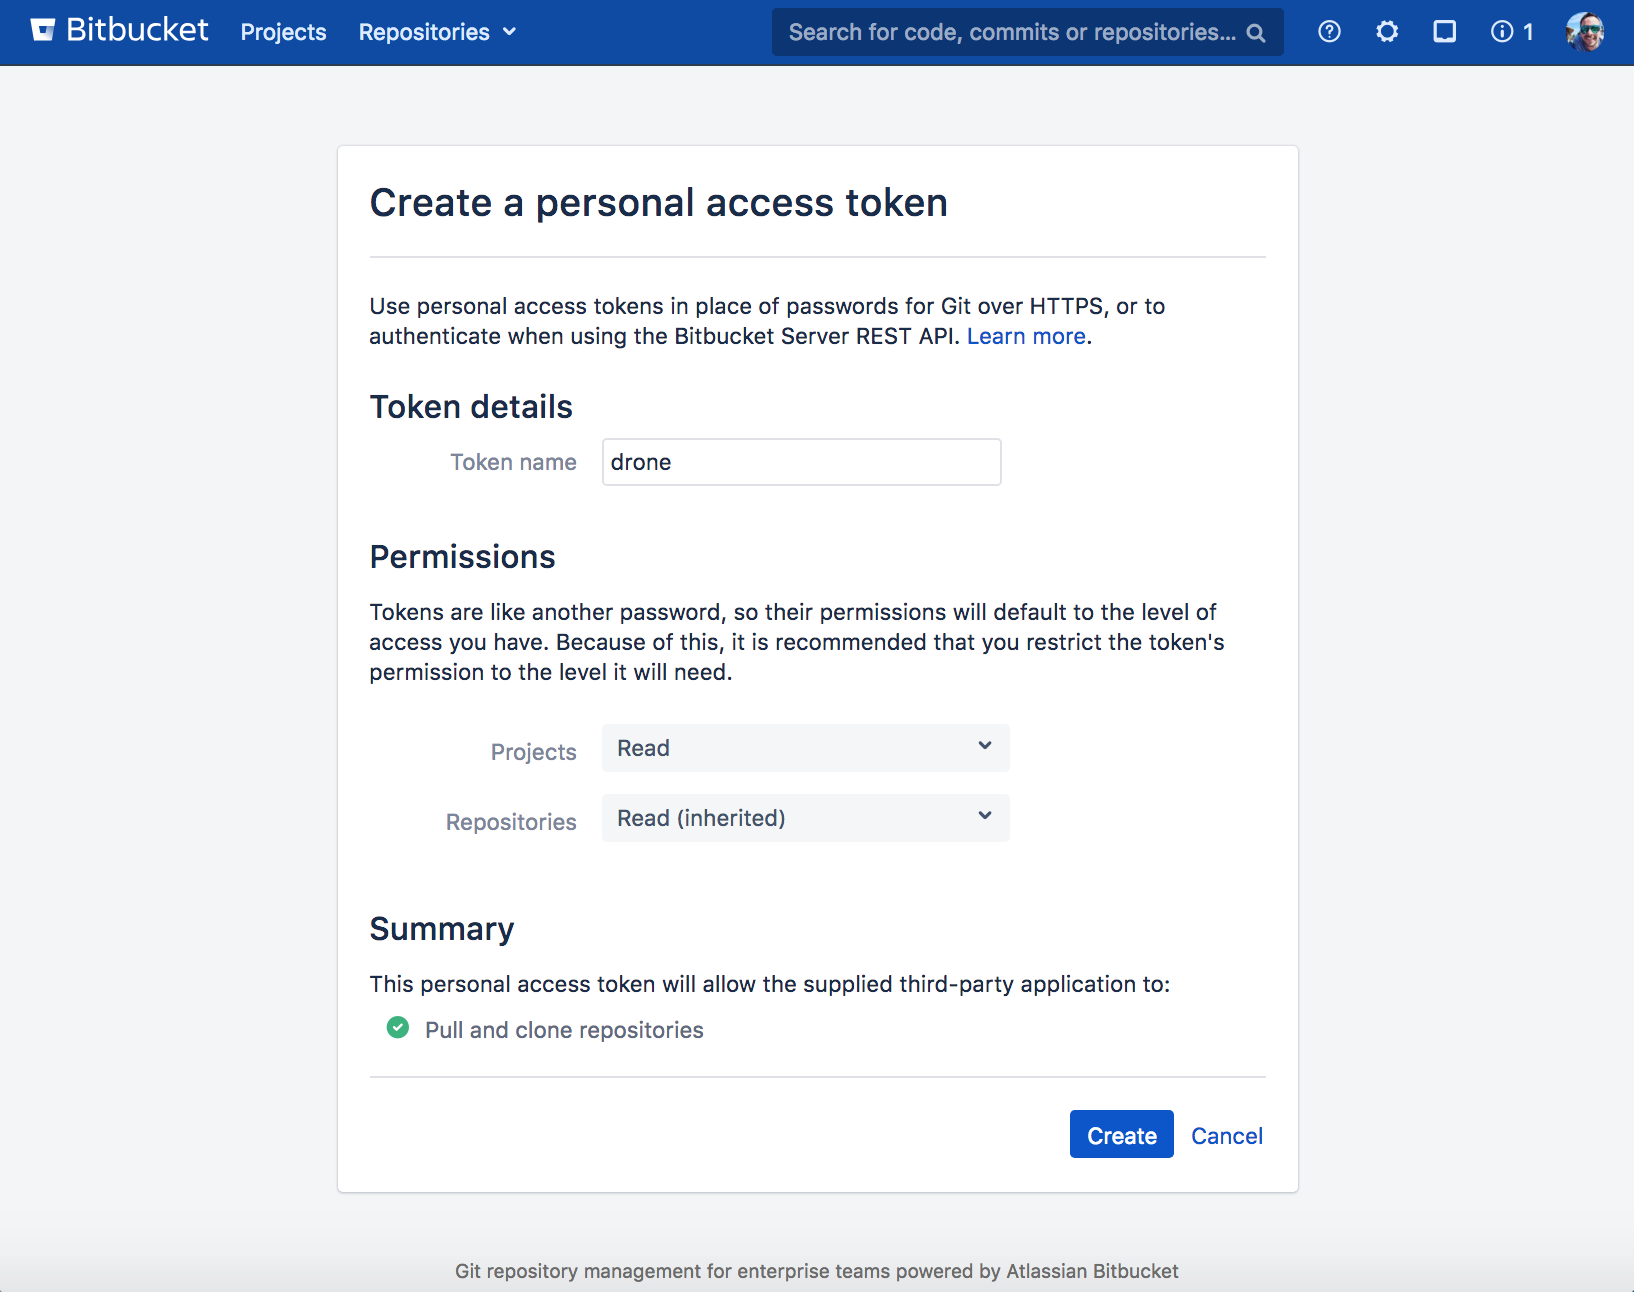 Bitbucket Projects Repositories Search for code, commits or repositories... 1
Create a personal access token
Use personal access tokens in place of passwords for Git over HTTPS, or to
authenticate when using the Bitbucket Server REST API. Learn more.
Token details
Token name drone
Permissions
Tokens are like another password, so their permissions will default to the level of
access you have. Because of this, it is recommended that you restrict the token's
permission to the level it will need.
Projects Read
Repositories Read (inherited)
Summary
This personal access token will allow the supplied third-party application to:
Pull and clone repositories
Create Cancel
Git repository management for enterprise teams powered by Atlassian Bitbucket